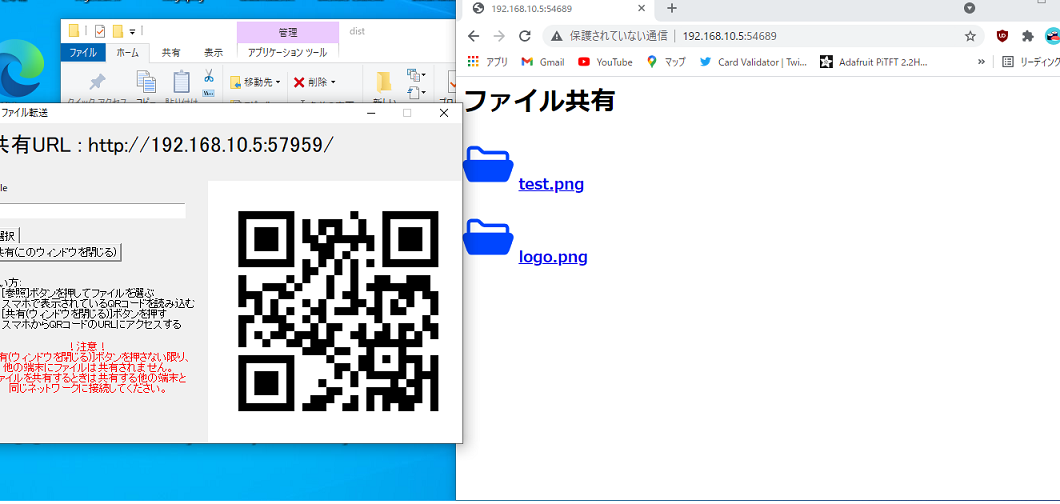 管理
dist
ファイル
ホーム
共有
表示
アプリケーション ツール
移動先
削除
ファイル転送
共有URL : http://192.168.10.5:57959/
le
選択
共有(このウィンドウを閉じる)
い方:
[参照]ボタンを押してファイルを選ぶ
スマホで表示されているQRコードを読み込む
[共有(ウィンドウを閉じる)]ボタンを押す
スマホからQRコードのURLにアクセスする
！注意！
有(ウィンドウを閉じる)]ボタンを押さない限り、
他の端末にファイルは共有されません。
ァイルを共有するときは共有する他の端末と
同じネットワークに接続してください。
192.168.10.5:54689
保護されていない通信 | 192.168.10.5:54689
アプリ
Gmail
YouTube
マップ
Card Validator | Twi...
Adafruit PiTFT 2.2H...
»
リーディング
ファイル共有
test.png
logo.png